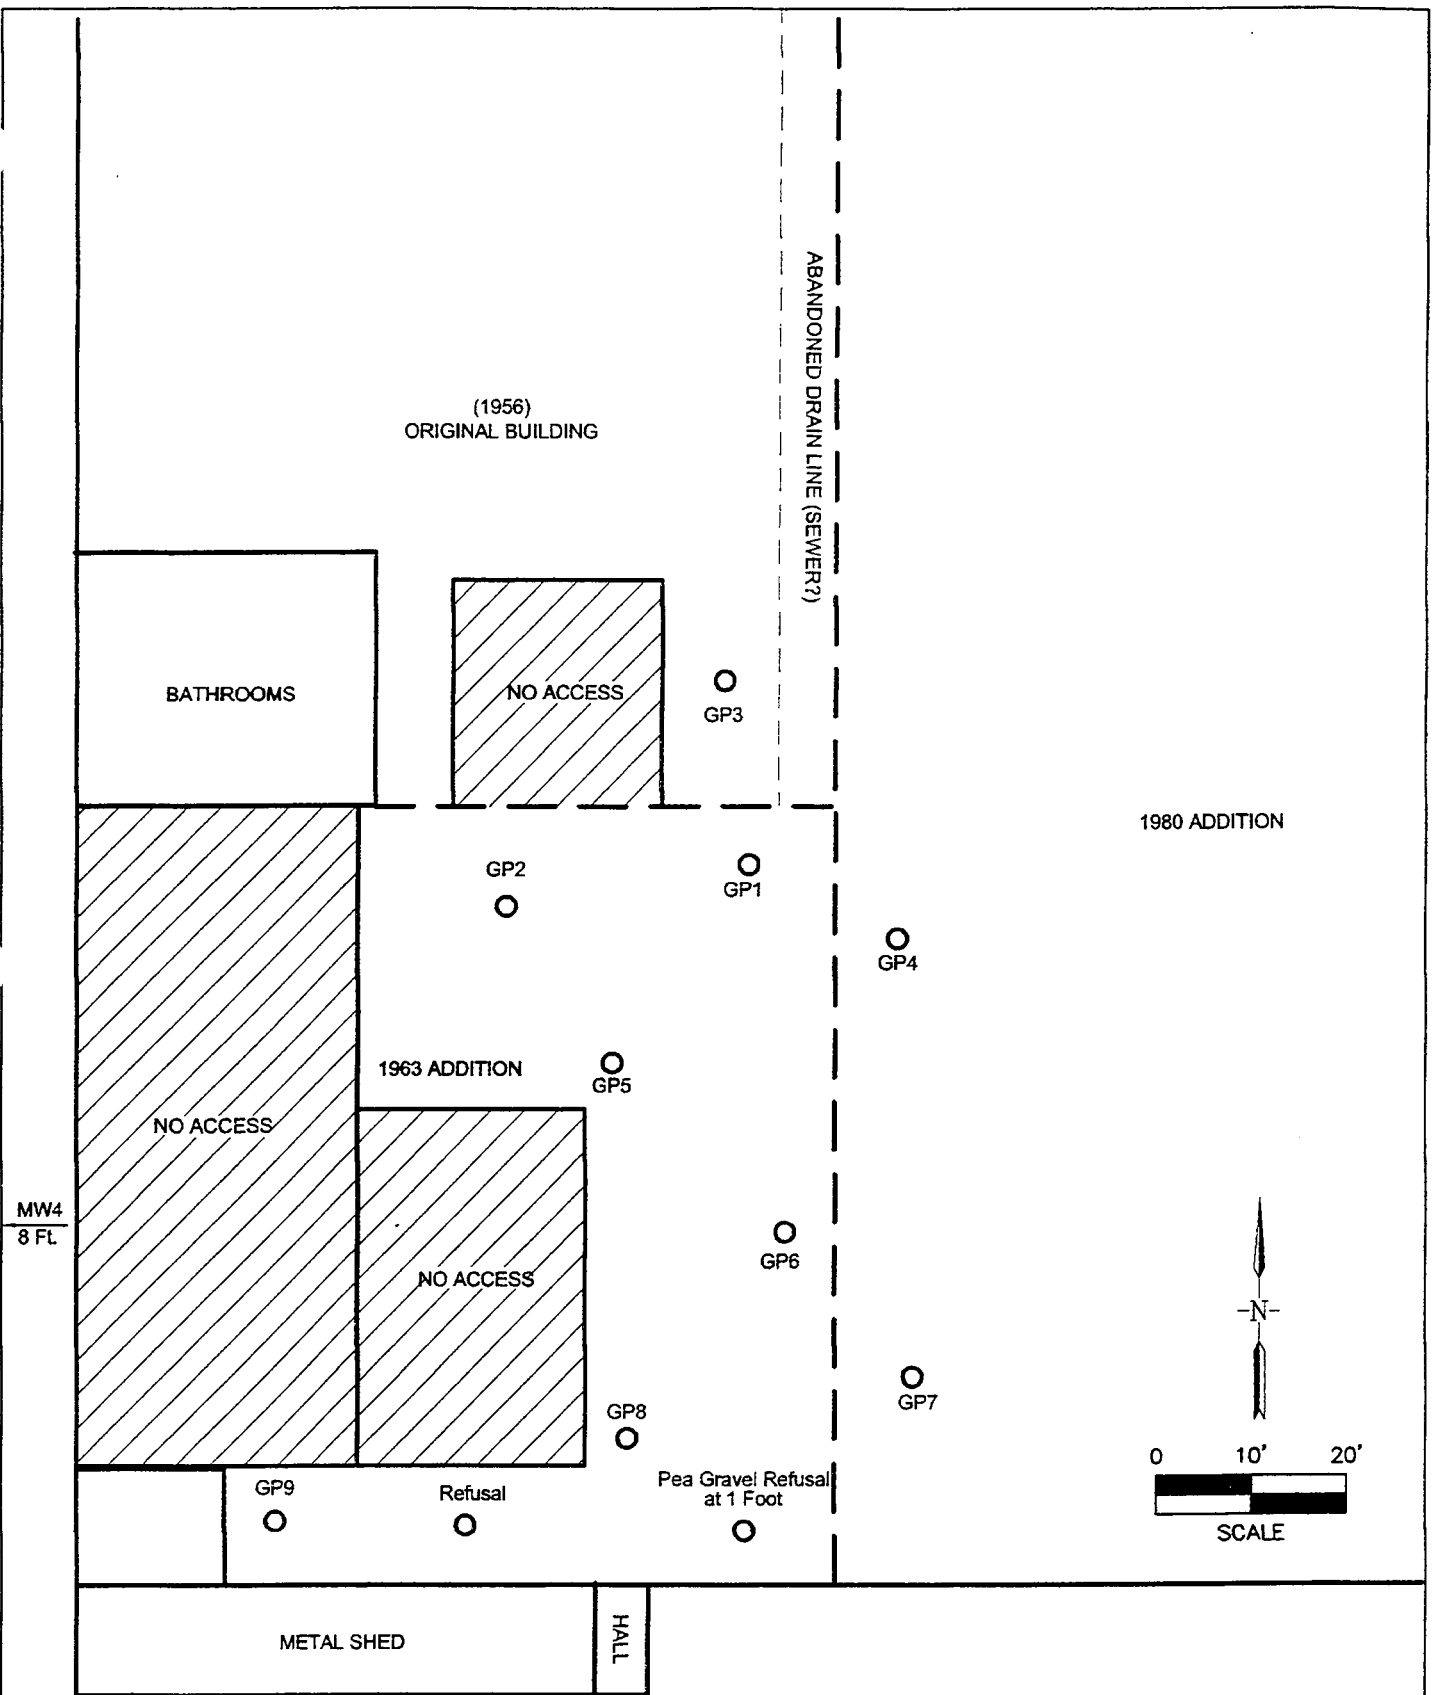 (1956)
ORIGINAL BUILDING
ABANDONED DRAIN LINE (SEWER?)
BATHROOMS
NO ACCESS
GP3
1980 ADDITION
GP2
GP1
GP4
1963 ADDITION
GP5
NO ACCESS
MW4
8 Ft.
GP6
NO ACCESS
-N-
GP7
GP8
0 10' 20'
SCALE
GP9
Refusal
Pea Gravel Refusal
at 1 Foot
METAL SHED
HALL